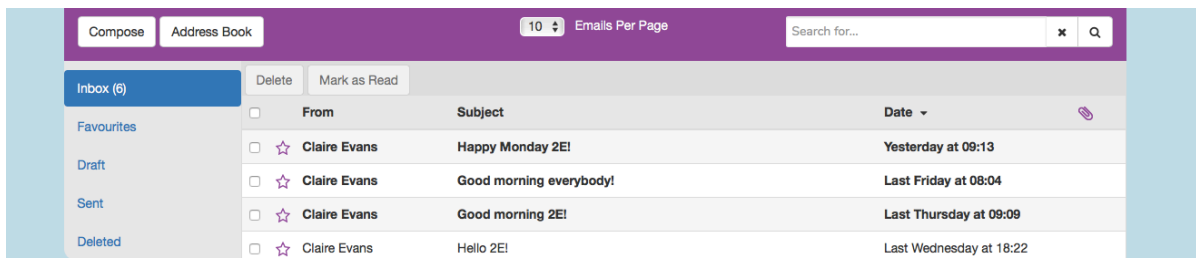 Compose Address Book 10 Emails Per Page Search for...
Inbox (6) Delete Mark as Read
From Subject Date
Favourites
Claire Evans Happy Monday 2E! Yesterday at 09:13
Draft
Claire Evans Good morning everybody! Last Friday at 08:04
Sent
Claire Evans Good morning 2E! Last Thursday at 09:09
Deleted
Claire Evans Hello 2E! Last Wednesday at 18:22